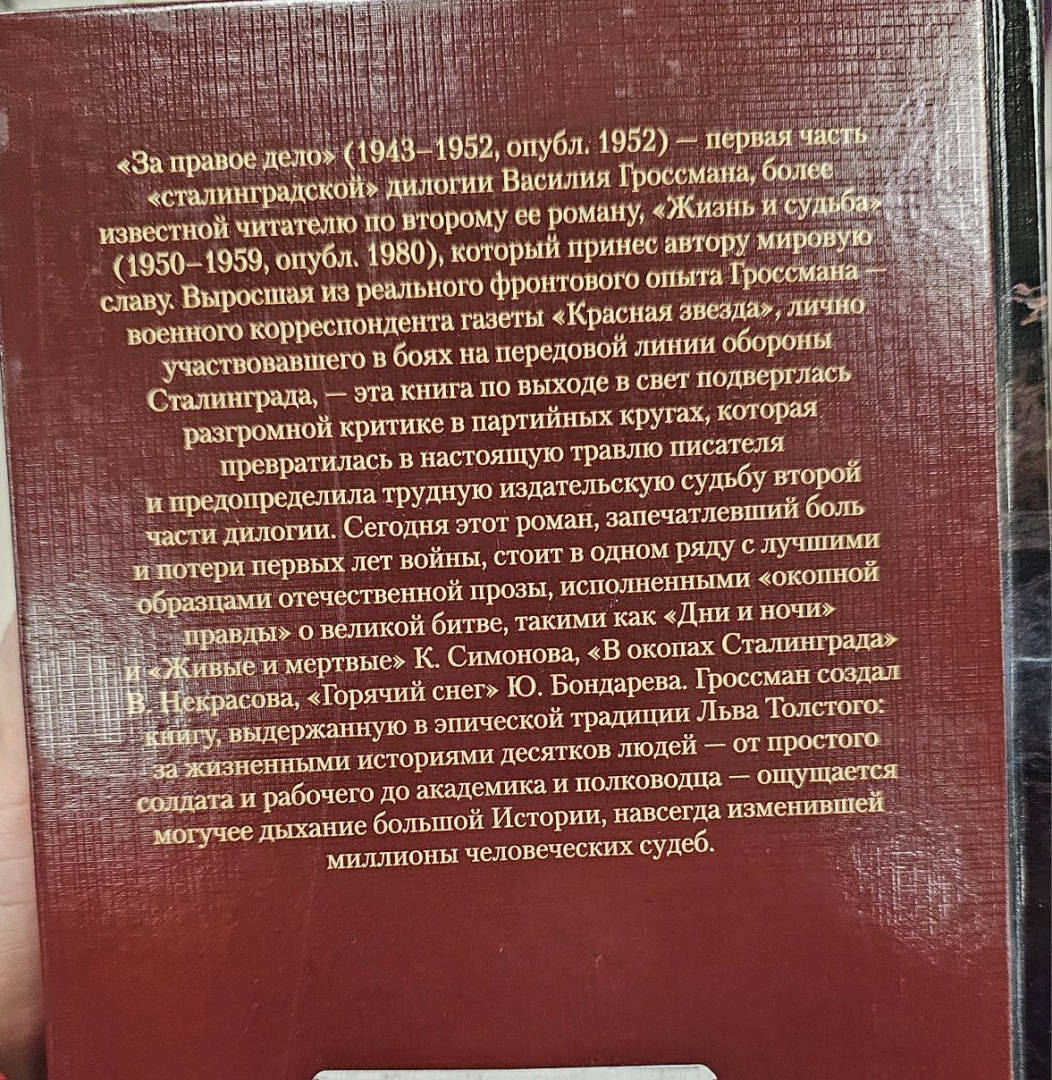 «За правое дело» (1943–1952, опубл. 1952) — первая часть
«сталинградской» дилогии Василия Гроссмана, более
известной читателю по второму ее роману, «Жизнь и судьба»
(1950–1959, опубл. 1980), который принес автору мировую
славу. Выросшая из реального фронтового опыта Гроссмана —
военного корреспондента газеты «Красная звезда», лично
участвовавшего в боях на передовой линии обороны
Сталинграда, — эта книга по выходе в свет подверглась
разгромной критике в партийных кругах, которая
превратилась в настоящую травлю писателя
и предопределила трудную издательскую судьбу второй
части дилогии. Сегодня этот роман, запечатлевший боль
и потери первых лет войны, стоит в одном ряду с лучшими
образцами отечественной прозы, исполненными «окопной
правды» о великой битве, такими как «Дни и ночи»
и «Живые и мертвые» К. Симонова, «В окопах Сталинграда»
В. Некрасова, «Горячий снег» Ю. Бондарева. Гроссман создал
книгу, выдержанную в эпической традиции Льва Толстого:
за жизненными историями десятков людей — от простого
солдата и рабочего до академика и полководца — ощущается
могучее дыхание большой Истории, навсегда изменившей
миллионы человеческих судеб.